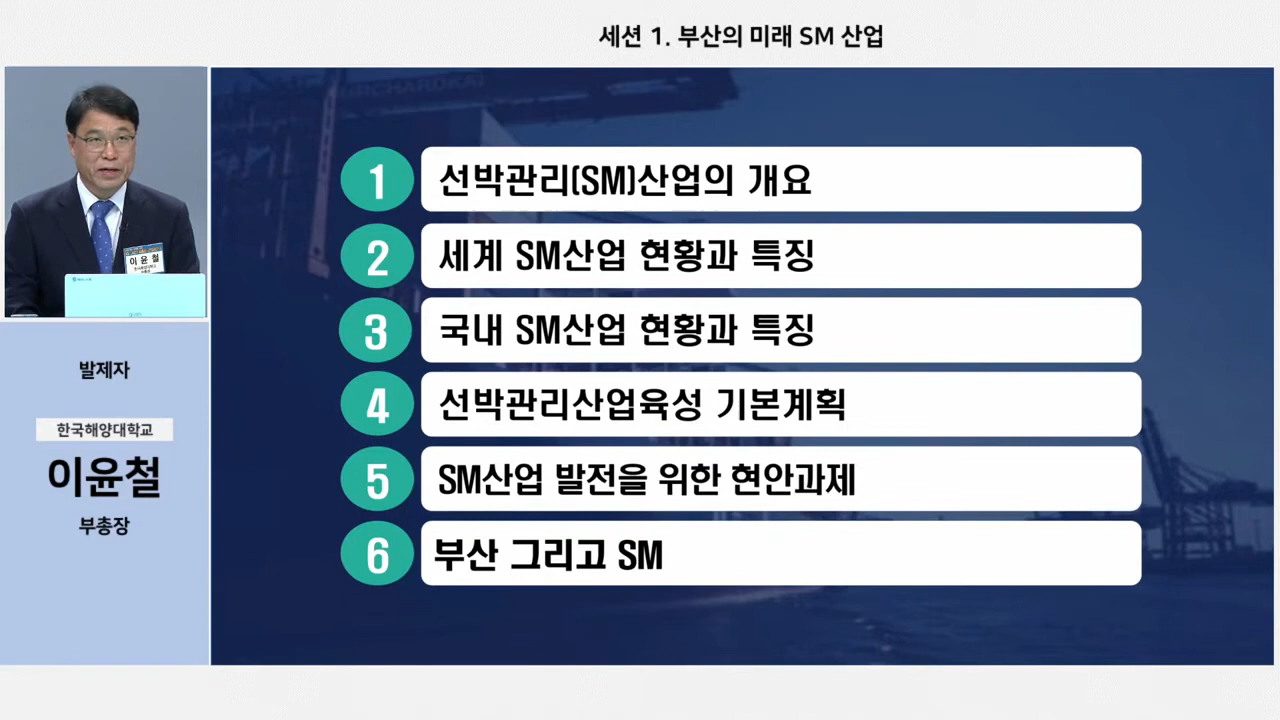 세션 1. 부산의 미래 SM 산업
이 윤 철
발제자
한국해양대학교
이윤철
부총장
1 선박관리(SM)산업의 개요
2 세계 SM산업 현황과 특징
3 국내 SM산업 현황과 특징
4 선박관리산업육성 기본계획
5 SM산업 발전을 위한 현안과제
6 부산 그리고 SM